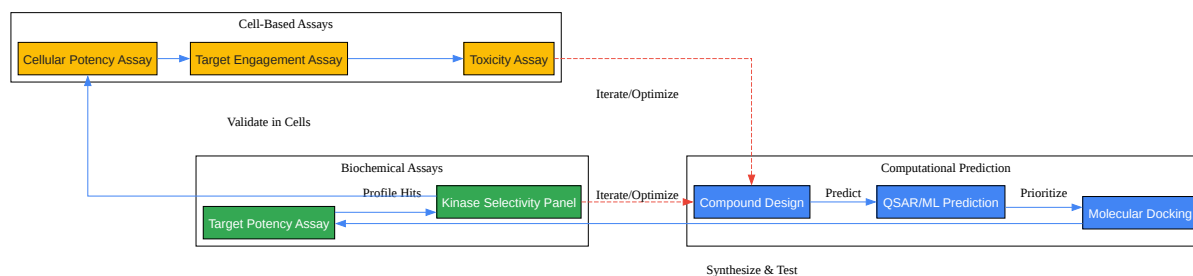 Cell-Based Assays
Cellular Potency Assay
Target Engagement Assay
Toxicity Assay
Iterate/Optimize
Validate in Cells
Biochemical Assays
Profile Hits
Kinase Selectivity Panel
Target Potency Assay
Iterate/Optimize
Computational Prediction
Compound Design
Predict
QSAR/ML Prediction
Prioritize
Molecular Docking
Synthesize & Test